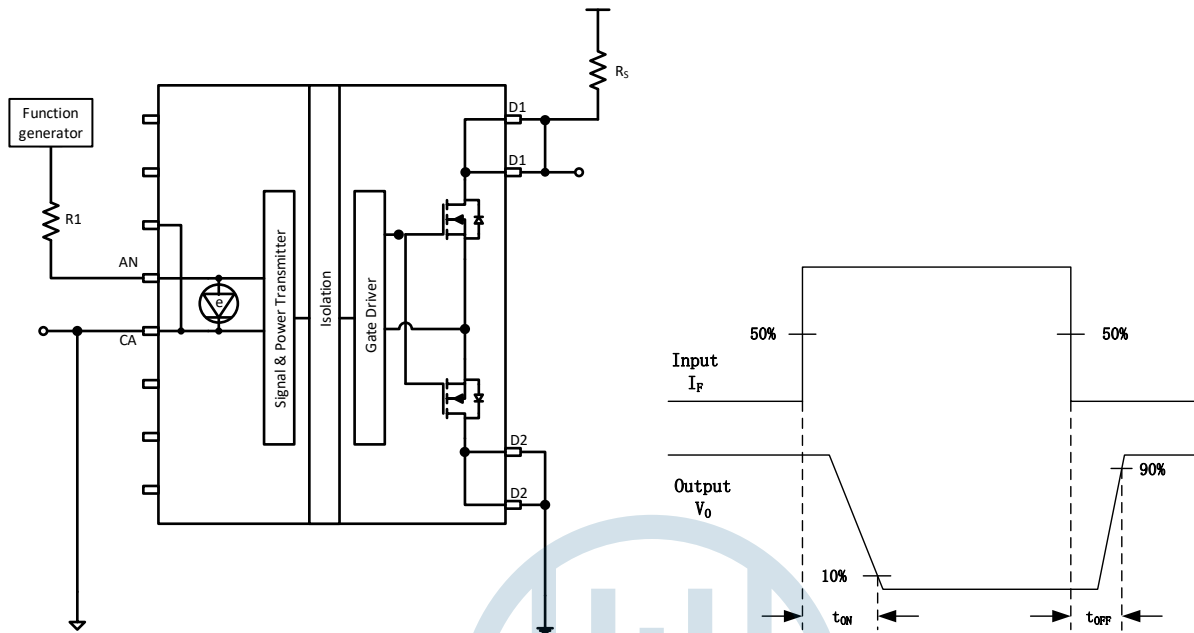 Function
generator
R1
AN
CA
e
Signal & Power Transmitter
Isolation
Gate Driver
D1
D1
D2
D2
RS
50%
50%
Input
IF
Output
VO
90%
10%
tON
tOFF